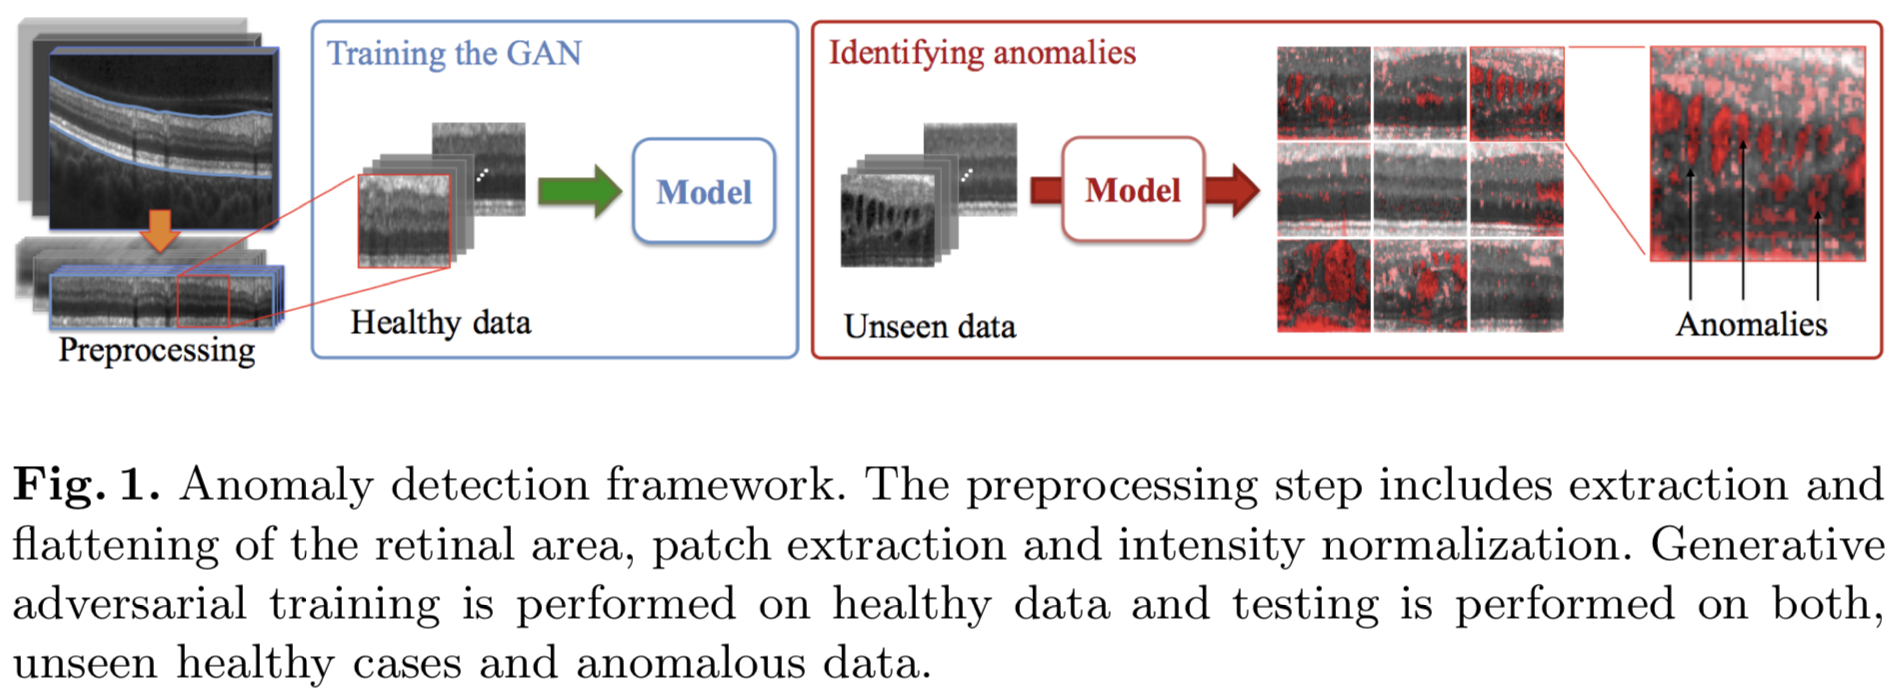 Training the GAN
Identifying anomalies
Model
Model
Healthy data
Unseen data
Anomalies
Preprocessing
Fig. 1. Anomaly detection framework. The preprocessing step includes extraction and
flattening of the retinal area, patch extraction and intensity normalization. Generative
adversarial training is performed on healthy data and testing is performed on both,
unseen healthy cases and anomalous data.